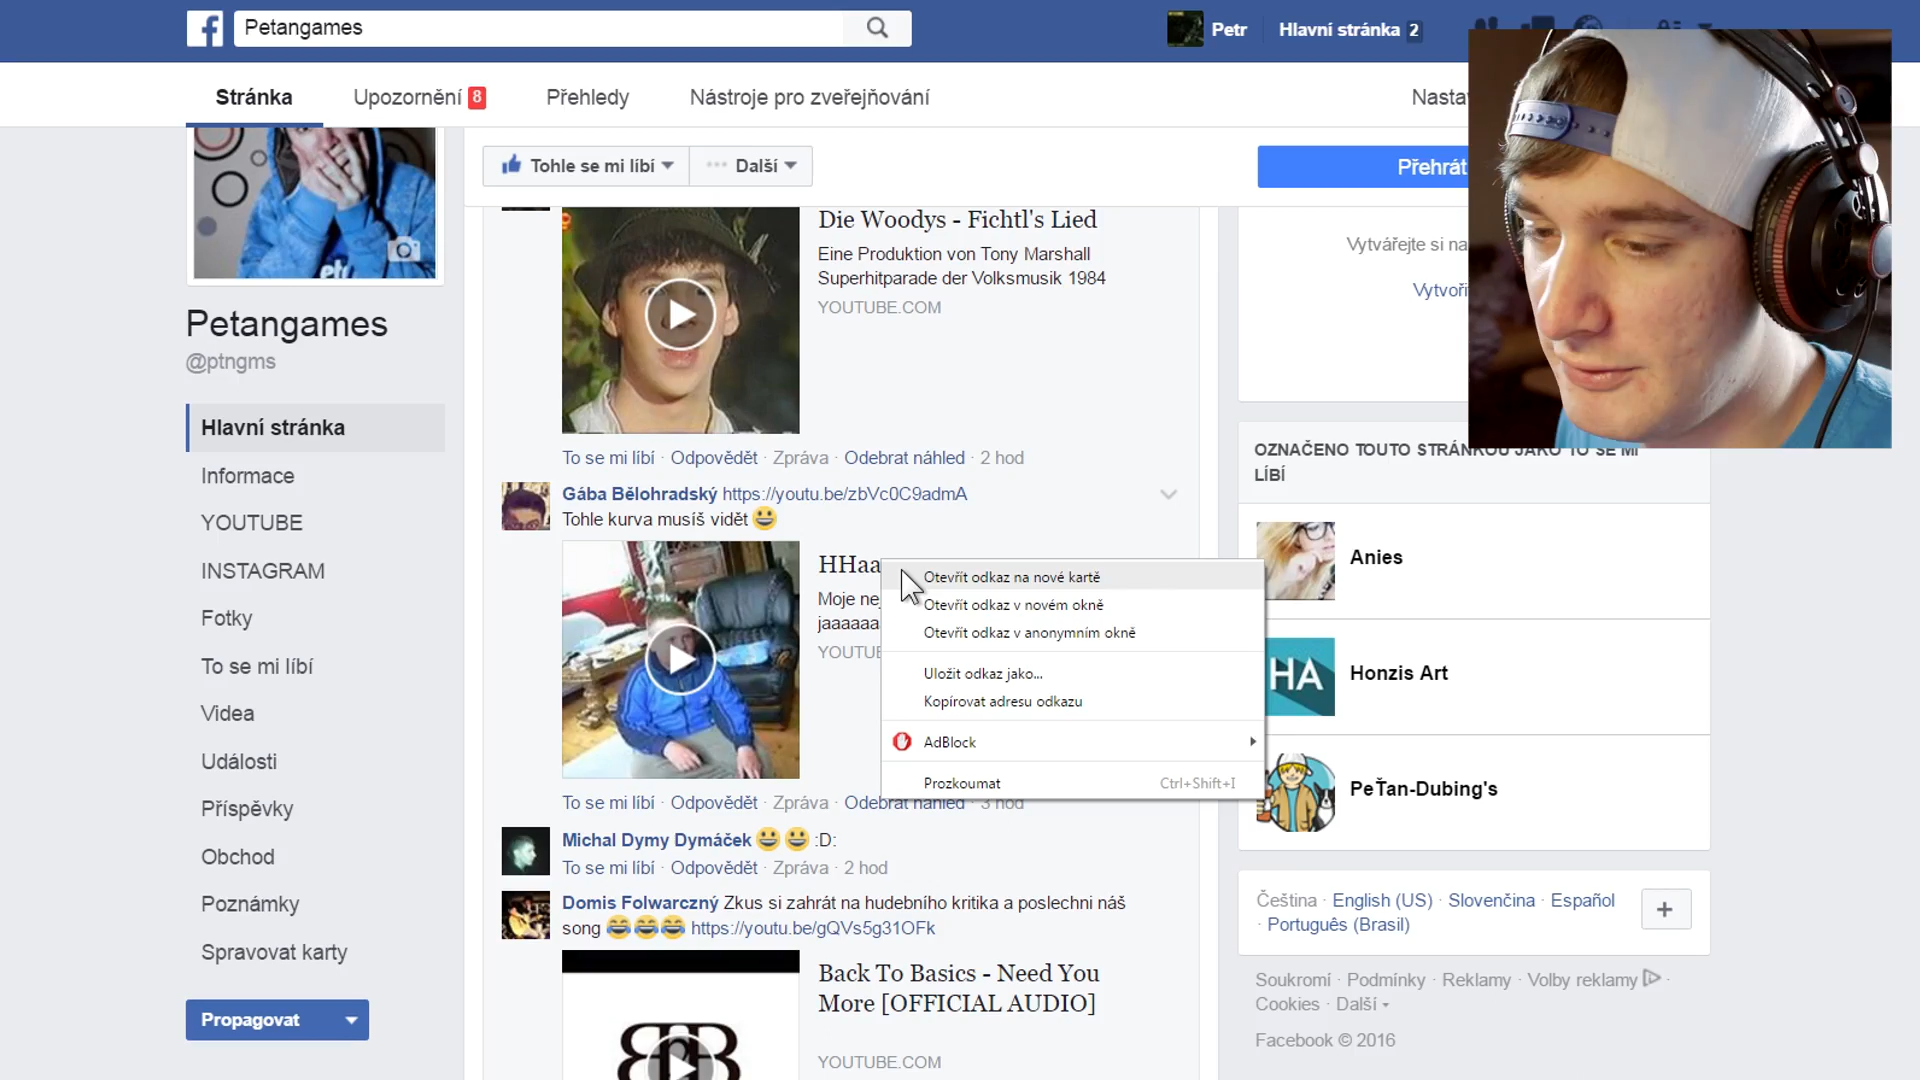 Petangames
Petr
Hlavní stránka 2
Stránka
Upozornění 8
Přehledy
Nástroje pro zveřejňování
Tohle se mi líbí
Další
Přehrát
Petangames
@ptngms
Hlavní stránka
Informace
YOUTUBE
INSTAGRAM
Fotky
To se mi líbí
Videa
Události
Příspěvky
Obchod
Poznámky
Spravovat karty
Propagovat
Die Woodys - Fichtl's Lied
Eine Produktion von Tony Marshall
Superhitparade der Volksmusik 1984
YOUTUBE.COM
To se mi líbí · Odpovědět · Zpráva · Odebrat náhled · 2 hod
Gába Bělohradský https://youtu.be/zbVc0C9admA
Tohle kurva musíš vidět 😀
Otevřít odkaz na nové kartě
Otevřít odkaz v novém okně
Otevřít odkaz v anonymním okně
Uložit odkaz jako...
Kopírovat adresu odkazu
AdBlock
Prozkoumat Ctrl+Shift+I
To se mi líbí · Odpovědět · Zpráva · Odebrat náhled · 3 hod
Michal Dymy Dymáček 😀 😀 :D:
To se mi líbí · Odpovědět · Zpráva · 2 hod
Domis Folwarczný Zkus si zahrát na hudebního kritika a poslechni náš
song 😂😂😂 https://youtu.be/gQVs5g31OFk
Back To Basics - Need You
More [OFFICIAL AUDIO]
YOUTUBE.COM
Vytvářejte si
OZNAČENO TOUTO STRÁNKOU JAKO TO SE MI
LÍBÍ
Anies
HA
Honzis Art
PeŤan-Dubing's
Čeština · English (US) · Slovenčina · Español
· Português (Brasil)
Soukromí · Podmínky · Reklamy · Volby reklamy ·
Cookies · Další
Facebook © 2016